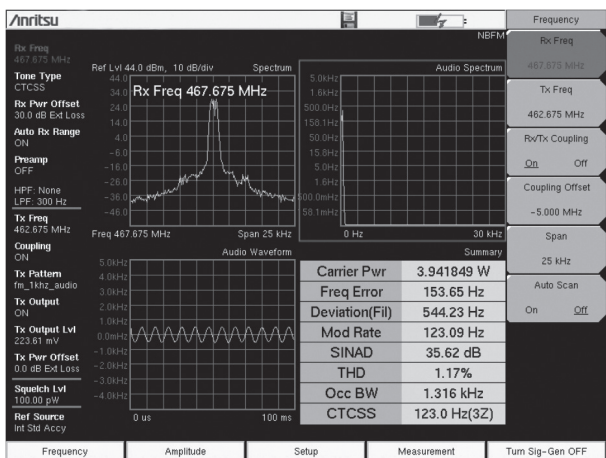 Anritsu
NBFM
Rx Freq
467.675 MHz
Tone Type
CTCSS
Rx Pwr Offset
30.0 dB Ext Loss
Auto Rx Range
ON
Preamp
OFF
HPF: None
LPF: 300 Hz
Tx Freq
462.675 MHz
Coupling
ON
Tx Pattern
fm_1khz_audio
Tx Output
ON
Tx Output Lvl
223.61 mV
Tx Pwr Offset
0.0 dB Ext Loss
Squelch Lvl
100.00 pW
Ref Source
Int Std Accy
Ref Lvl 44.0 dBm, 10 dB/div Spectrum
Rx Freq 467.675 MHz
44.0
34.0
24.0
14.0
4.0
-6.0
-16.0
-26.0
-36.0
-46.0
Freq 467.675 MHz Span 25 kHz
Audio Spectrum
5.0kHz
1.6kHz
500.0Hz
158.1Hz
50.0Hz
15.8Hz
5.0Hz
1.6Hz
500.0mHz
158.1mHz
0 Hz 30 kHz
Audio Waveform
5.0kHz
4.0kHz
3.0kHz
2.0kHz
1.0kHz
0.0mHz
-1.0kHz
-2.0kHz
-3.0kHz
-4.0kHz
0 us 100 ms
Summary
Carrier Pwr 3.941849 W
Freq Error 153.65 Hz
Deviation(Fil) 544.23 Hz
Mod Rate 123.09 Hz
SINAD 35.62 dB
THD 1.17%
Occ BW 1.316 kHz
CTCSS 123.0 Hz(3Z)
Frequency
Rx Freq
467.675 MHz
Tx Freq
462.675 MHz
Rx/Tx Coupling
On Off
Coupling Offset
-5.000 MHz
Span
25 kHz
Auto Scan
On Off
Frequency Amplitude Setup Measurement Turn Sig-Gen OFF